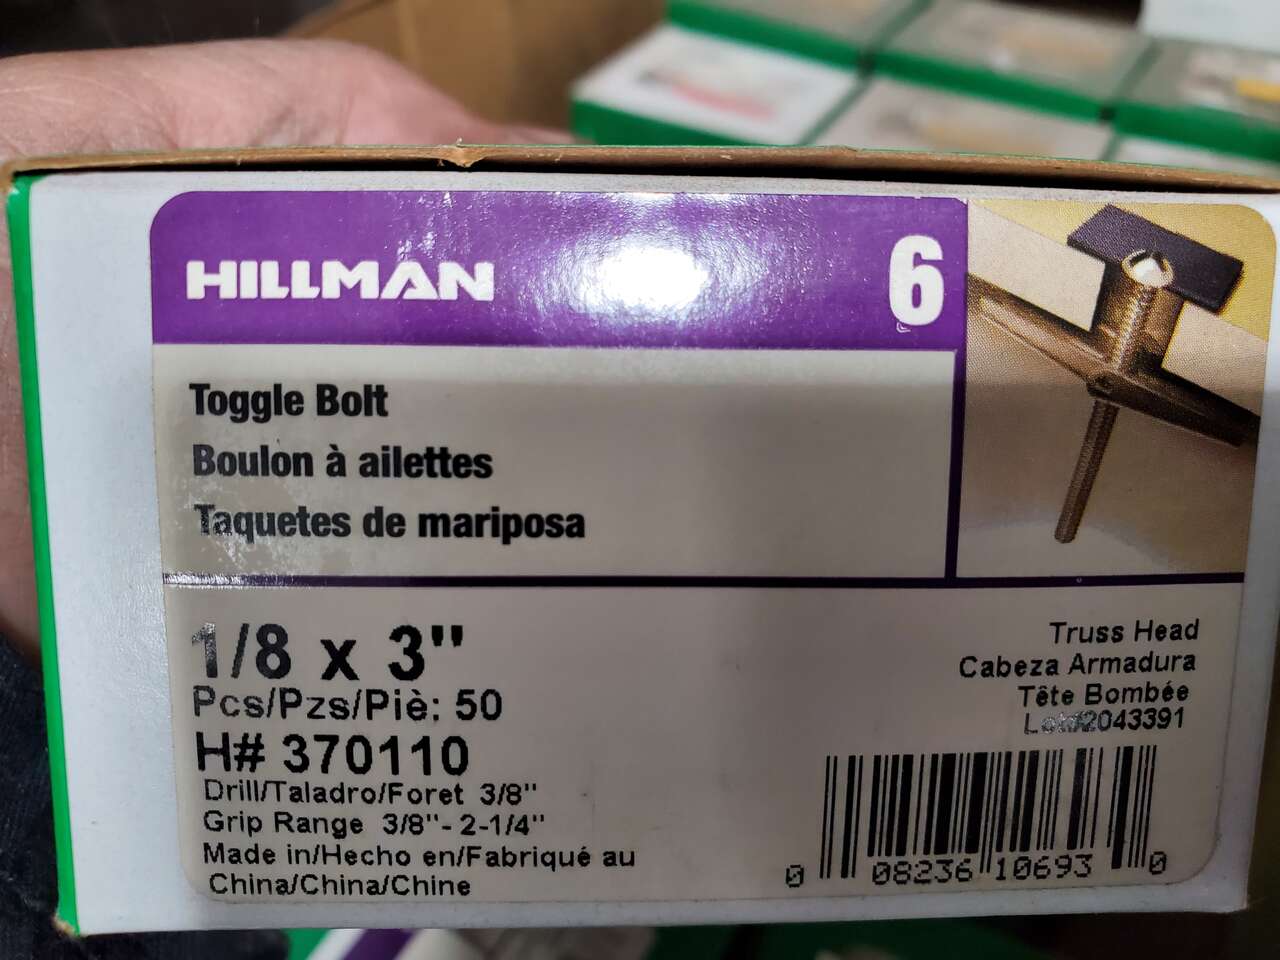 HILLMAN
6
Toggle Bolt
Boulon à ailettes
Taquetes de mariposa
1/8 x 3"
Pcs/Pzs/Piè: 50
H# 370110
Drill/Taladro/Foret 3/8"
Grip Range 3/8"- 2-1/4"
Made in/Hecho en/Fabriqué au
China/China/Chine
Truss Head
Cabeza Armadura
Tête Bombée
Lot#2043391
0 08236 10693 0